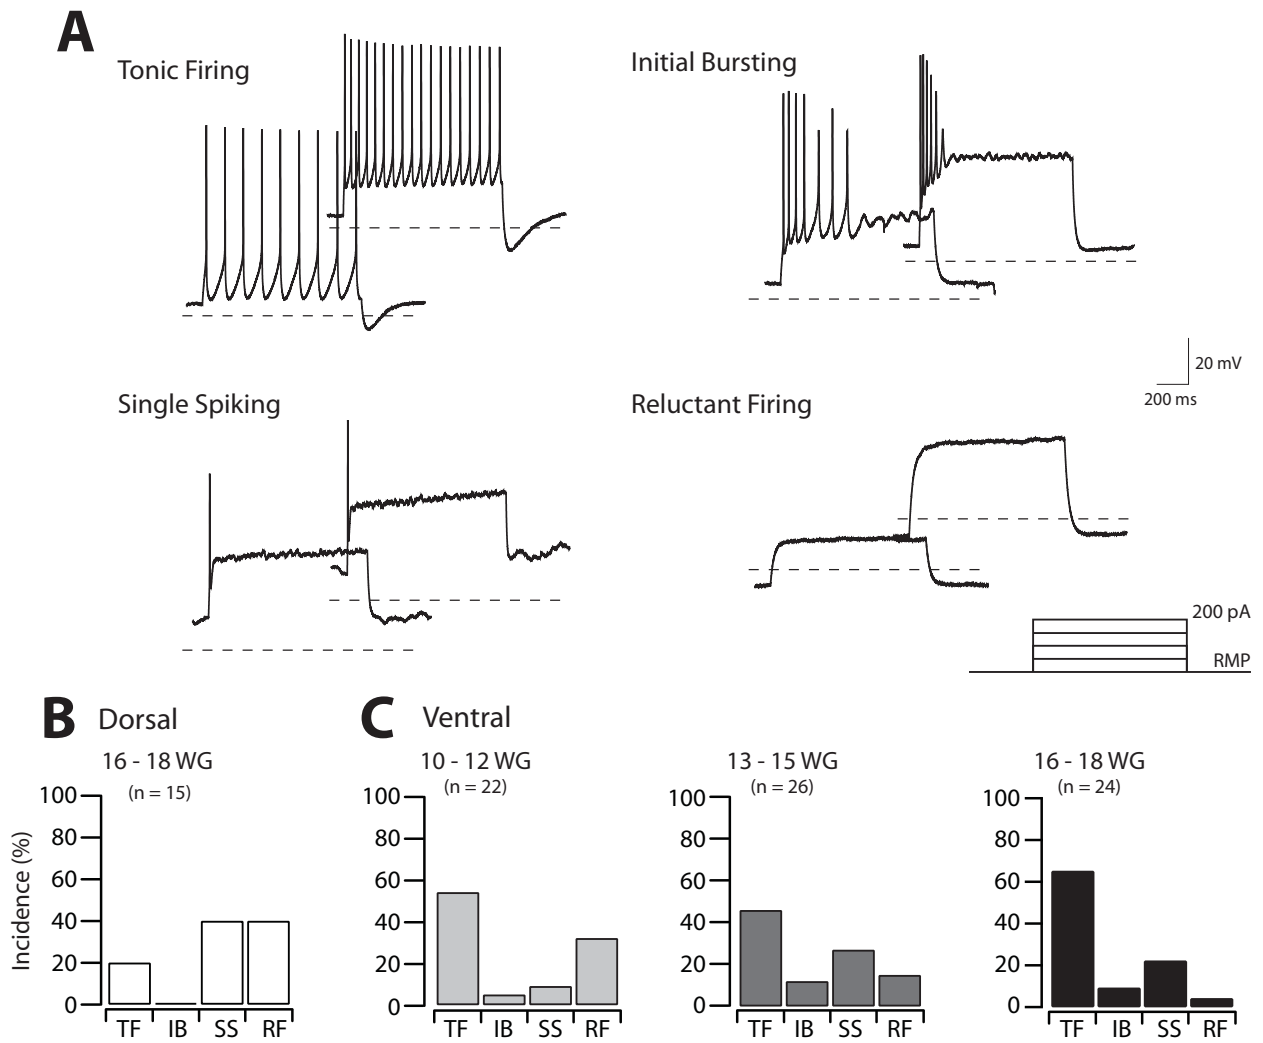 A
Tonic Firing
Initial Bursting
20 mV
200 ms
Single Spiking
Reluctant Firing
200 pA
RMP
B Dorsal
C Ventral
16 - 18 WG
(n = 15)
Incidence (%)
100
80
60
40
20
0
TF IB SS RF
10 - 12 WG
(n = 22)
100
80
60
40
20
0
TF IB SS RF
13 - 15 WG
(n = 26)
100
80
60
40
20
0
TF IB SS RF
16 - 18 WG
(n = 24)
100
80
60
40
20
0
TF IB SS RF